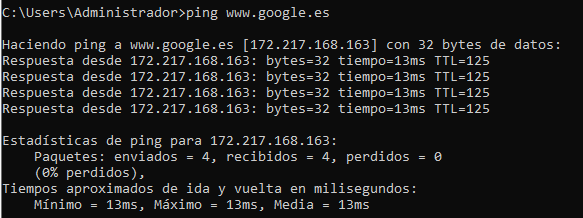 C:\Users\Administrador>ping www.google.es
Haciendo ping a www.google.es [172.217.168.163] con 32 bytes de datos:
Respuesta desde 172.217.168.163: bytes=32 tiempo=13ms TTL=125
Respuesta desde 172.217.168.163: bytes=32 tiempo=13ms TTL=125
Respuesta desde 172.217.168.163: bytes=32 tiempo=13ms TTL=125
Respuesta desde 172.217.168.163: bytes=32 tiempo=13ms TTL=125
Estadísticas de ping para 172.217.168.163:
Paquetes: enviados = 4, recibidos = 4, perdidos = 0
(0% perdidos),
Tiempos aproximados de ida y vuelta en milisegundos:
Mínimo = 13ms, Máximo = 13ms, Media = 13ms